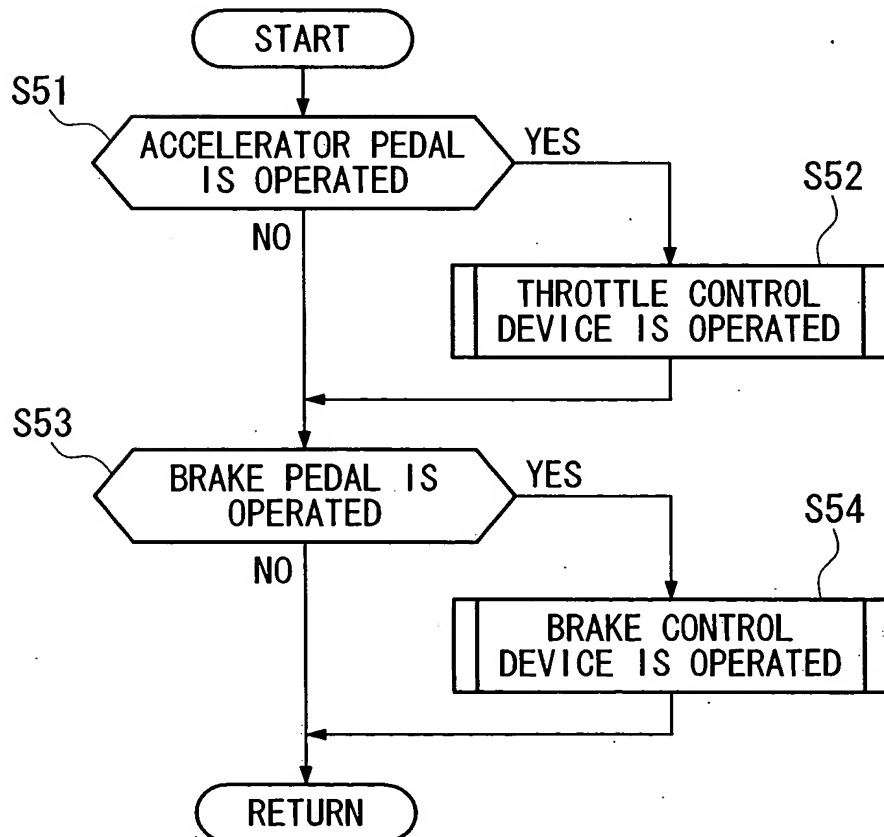 START
S51
ACCELERATOR PEDAL
IS OPERATED
YES
NO
S52
THROTTLE CONTROL
DEVICE IS OPERATED
S53
BRAKE PEDAL IS
OPERATED
YES
NO
S54
BRAKE CONTROL
DEVICE IS OPERATED
RETURN